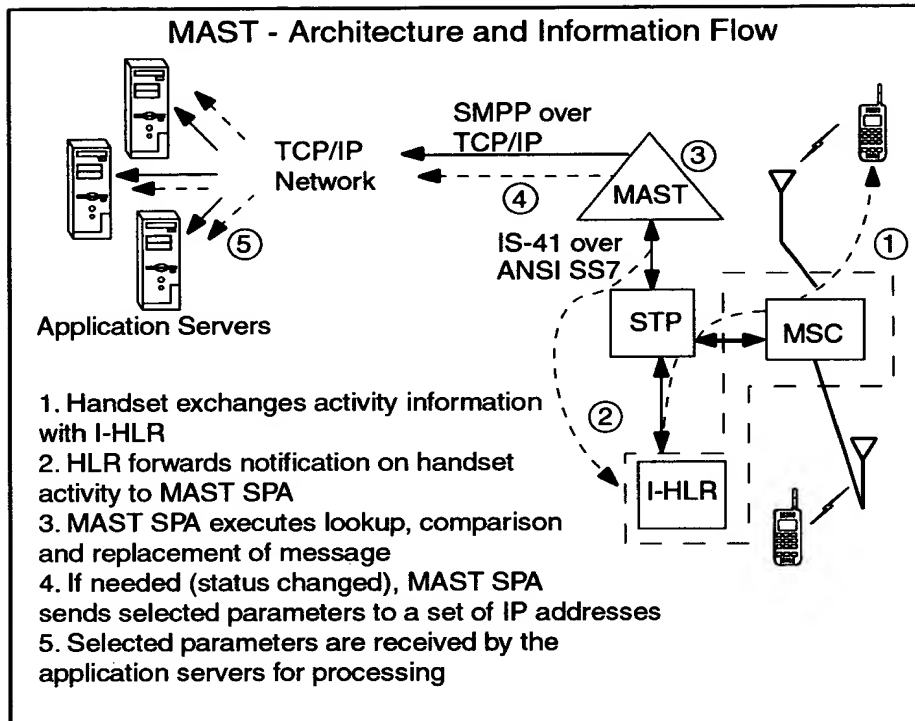 MAST - Architecture and Information Flow
SMPP over
TCP/IP
TCP/IP
Network
3
MAST
4
5
IS-41 over
ANSI SS7
1
Application Servers
STP
MSC
2
I-HLR
1. Handset exchanges activity information
with I-HLR
2. HLR forwards notification on handset
activity to MAST SPA
3. MAST SPA executes lookup, comparison
and replacement of message
4. If needed (status changed), MAST SPA
sends selected parameters to a set of IP addresses
5. Selected parameters are received by the
application servers for processing